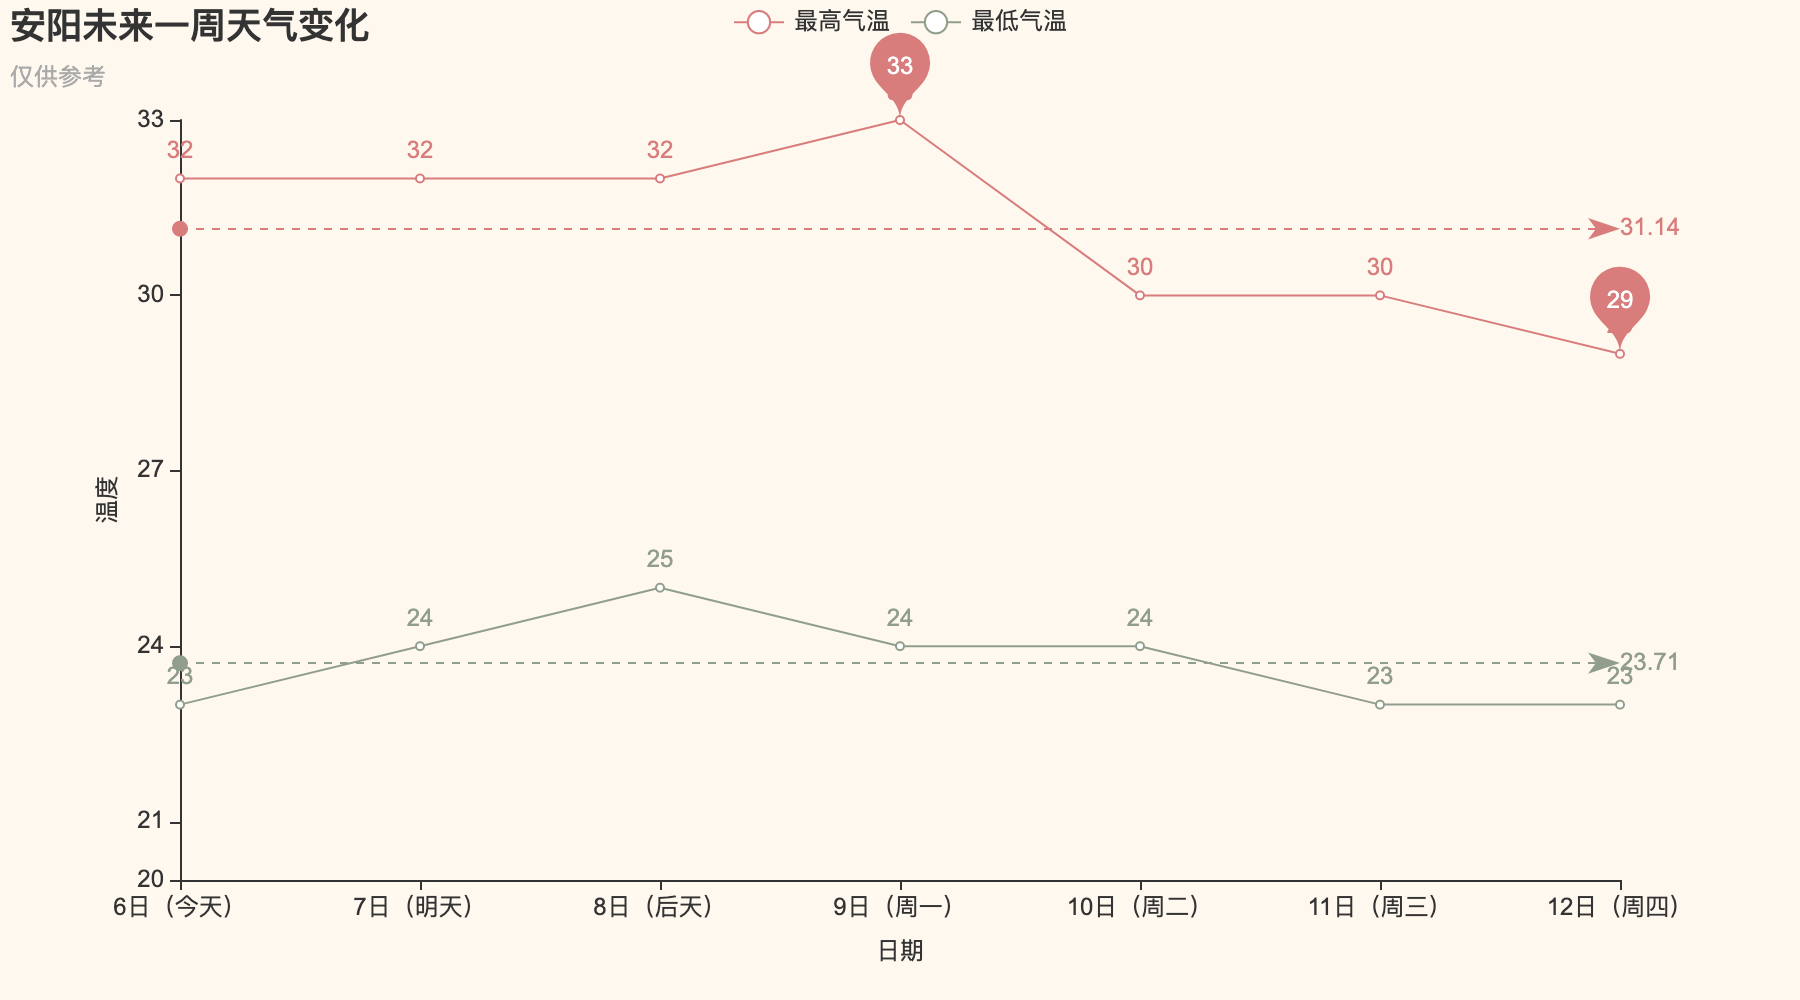 安阳未来一周天气变化
仅供参考
最高气温 最低气温
33
33
32 32 32
31.14
30
30 30
29
27
温度
25
24
24 24 24
23.71
23 23 23
21
20
6日（今天） 7日（明天） 8日（后天） 9日（周一） 10日（周二） 11日（周三） 12日（周四）
日期